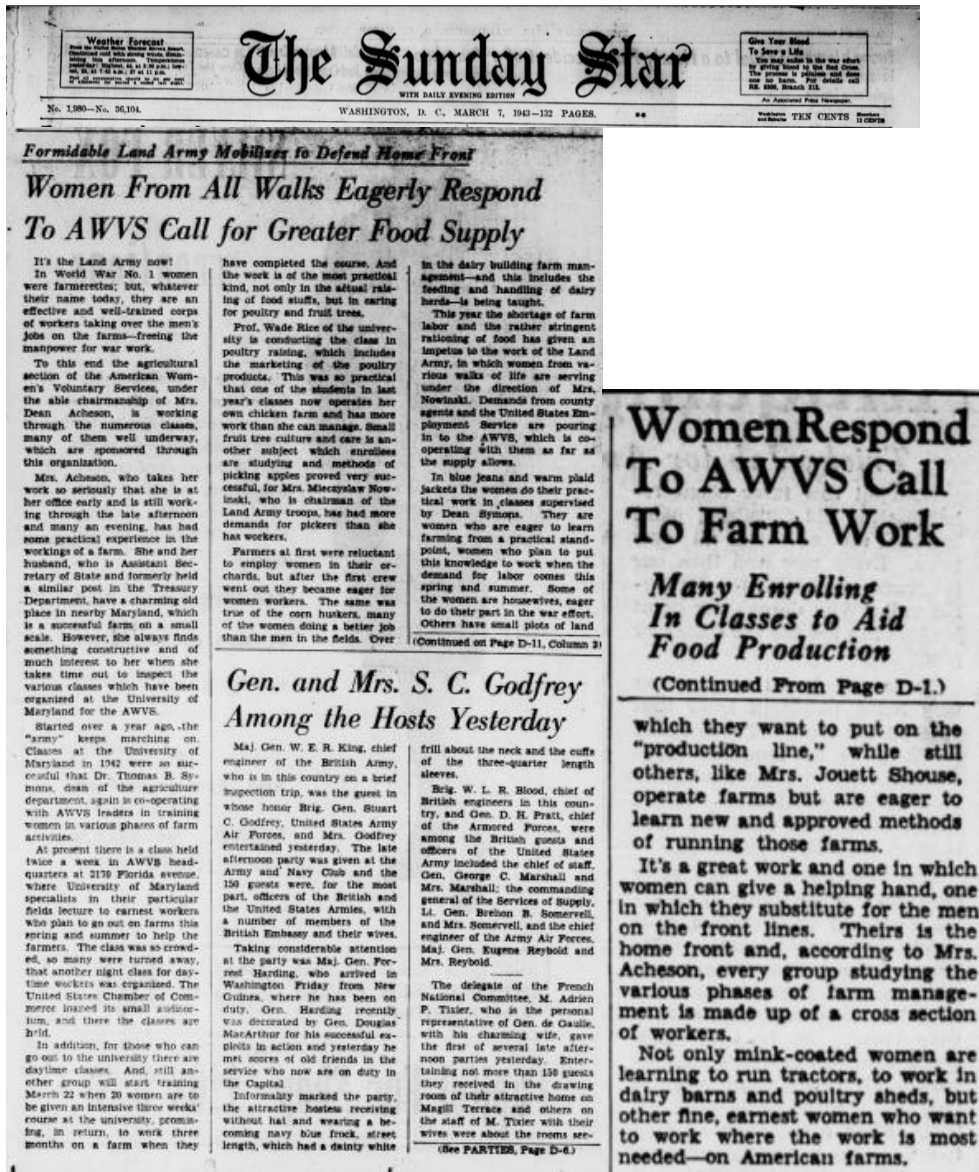 Weather Forecast
The Sunday Star
WITH DAILY EVENING EDITION
Give Your Blood
To Save a Life
You may enlist in the war effort
by giving blood to the Red Cross.
The process is painless and does
one no harm. For details call
RE. 8300, Branch 212.
An Associated Press Newspaper.
No. 1,980—No. 36,104.
WASHINGTON, D. C., MARCH 7, 1943—132 PAGES.
**
Washington
and Suburbs
TEN CENTS
Elsewhere
12 CENTS
Formidable Land Army Mobilizes to Defend Home Front
Women From All Walks Eagerly Respond
To AWVS Call for Greater Food Supply
It's the Land Army now!
In World War No. 1 women
were farmerettes; but, whatever
their name today, they are an
effective and well-trained corps
of workers taking over the men's
jobs on the farms—freeing the
manpower for war work.
To this end the agricultural
section of the American Wom-
en's Voluntary Services, under
the able chairmanship of Mrs.
Dean Acheson, is working
through the numerous classes,
many of them well underway,
which are sponsored through
this organization.
Mrs. Acheson, who takes her
work so seriously that she is at
her office early and is still work-
ing through the late afternoon
and many an evening, has had
some practical experience in the
workings of a farm. She and her
husband, who is Assistant Sec-
retary of State and formerly held
a similar post in the Treasury
Department, have a charming old
place in nearby Maryland, which
is a successful farm on a small
scale. However, she always finds
something constructive and of
much interest to her when she
takes time out to inspect the
various classes which have been
organized at the University of
Maryland for the AWVS.
Started over a year ago, the
"army" keeps marching on.
Classes at the University of
Maryland in 1942 were so suc-
cessful that Dr. Thomas B. Sy-
mons, dean of the agriculture
department, again is co-operating
with AWVS leaders in training
women in various phases of farm
activities.
At present there is a class held
twice a week in AWVS head-
quarters at 2170 Florida avenue,
where University of Maryland
specialists in their particular
fields lecture to earnest workers
who plan to go out on farms this
spring and summer to help the
farmers. The class was so crowd-
ed, so many were turned away,
that another night class for day-
time workers was organized. The
United States Chamber of Com-
merce loaned its small audito-
rium, and there the classes are
held.
In addition, for those who can
go out to the university there are
daytime classes. And, still an-
other group will start training
March 22 when 20 women are to
be given an intensive three weeks'
course at the university, promis-
ing, in return, to work three
months on a farm when they
have completed the course. And
the work is of the most practical
kind, not only in the actual rais-
ing of food stuffs, but in caring
for poultry and fruit trees.
Prof. Wade Rice of the univer-
sity is conducting the class in
poultry raising, which includes
the marketing of the poultry
products. This was so practical
that one of the students in last
year's classes now operates her
own chicken farm and has more
work than she can manage. Small
fruit tree culture and care is an-
other subject which enrollees
are studying and methods of
picking apples proved very suc-
cessful, for Mrs. Mieczyslaw Now-
inski, who is chairman of the
Land Army troops, has had more
demands for pickers than she
has workers.
Farmers at first were reluctant
to employ women in their or-
chards, but after the first crew
went out they became eager for
women workers. The same was
true of the corn huskers, many
of the women doing a better job
than the men in the fields. Over
in the dairy building farm man-
agement—and this includes the
feeding and handling of dairy
herds—is being taught.
This year the shortage of farm
labor and the rather stringent
rationing of food has given an
impetus to the work of the Land
Army, in which women from va-
rious walks of life are serving
under the direction of Mrs.
Nowinski. Demands from county
agents and the United States Em-
ployment Service are pouring
in to the AWVS, which is co-
operating with them as far as
the supply allows.
In blue jeans and warm plaid
jackets the women do their prac-
tical work in classes supervised
by Dean Symons. They are
women who are eager to learn
farming from a practical stand-
point, women who plan to put
this knowledge to work when the
demand for labor comes this
spring and summer. Some of
the women are housewives, eager
to do their part in the war effort.
Others have small plots of land
(Continued on Page D-11, Column 2)
Gen. and Mrs. S. C. Godfrey
Among the Hosts Yesterday
Maj. Gen. W. E. R. King, chief
engineer of the British Army,
who is in this country on a brief
inspection trip, was the guest in
whose honor Brig. Gen. Stuart
C. Godfrey, United States Army
Air Forces, and Mrs. Godfrey
entertained yesterday. The late
afternoon party was given at the
Army and Navy Club and the
150 guests were, for the most
part, officers of the British and
the United States Armies, with
a number of members of the
British Embassy and their wives.
Taking considerable attention
at the party was Maj. Gen. For-
rest Harding, who arrived in
Washington Friday from New
Guinea, where he has been on
duty. Gen. Harding recently
was decorated by Gen. Douglas
MacArthur for his successful ex-
ploits in action and yesterday he
met scores of old friends in the
service who now are on duty in
the Capital
Informality marked the party,
the attractive hostess receiving
without hat and wearing a be-
coming navy blue frock, street
length, which had a dainty white
frill about the neck and the cuffs
of the three-quarter length
sleeves.
Brig. W. L. R. Blood, chief of
British engineers in this coun-
try, and Gen. D. H. Pratt, chief
of the Armored Forces, were
among the British guests and
officers of the United States
Army included the chief of staff,
Gen. George C. Marshall and
Mrs. Marshall; the commanding
general of the Services of Supply,
Lt. Gen. Brehon B. Somervell,
and Mrs. Somervell, and the chief
engineer of the Army Air Forces,
Maj. Gen. Eugene Reybold and
Mrs. Reybold.
The delegate of the French
National Committee, M. Adrien
P. Tixier, who is the personal
representative of Gen. de Gaulle,
with his charming wife, gave
the first of several late after-
noon parties yesterday. Enter-
taining not more than 150 guests
they received in the drawing
room of their attractive home on
Magill Terrace and others on
the staff of M. Tixier with their
wives were about the rooms see-
(See PARTIES, Page D-6.)
Women Respond
To AWVS Call
To Farm Work
Many Enrolling
In Classes to Aid
Food Production
(Continued From Page D-1.)
which they want to put on the
"production line," while still
others, like Mrs. Jouett Shouse,
operate farms but are eager to
learn new and approved methods
of running those farms.
It's a great work and one in which
women can give a helping hand, one
in which they substitute for the men
on the front lines. Theirs is the
home front and, according to Mrs.
Acheson, every group studying the
various phases of farm manage-
ment is made up of a cross section
of workers.
Not only mink-coated women are
learning to run tractors, to work in
dairy barns and poultry sheds, but
other fine, earnest women who want
to work where the work is most
needed—on American farms.